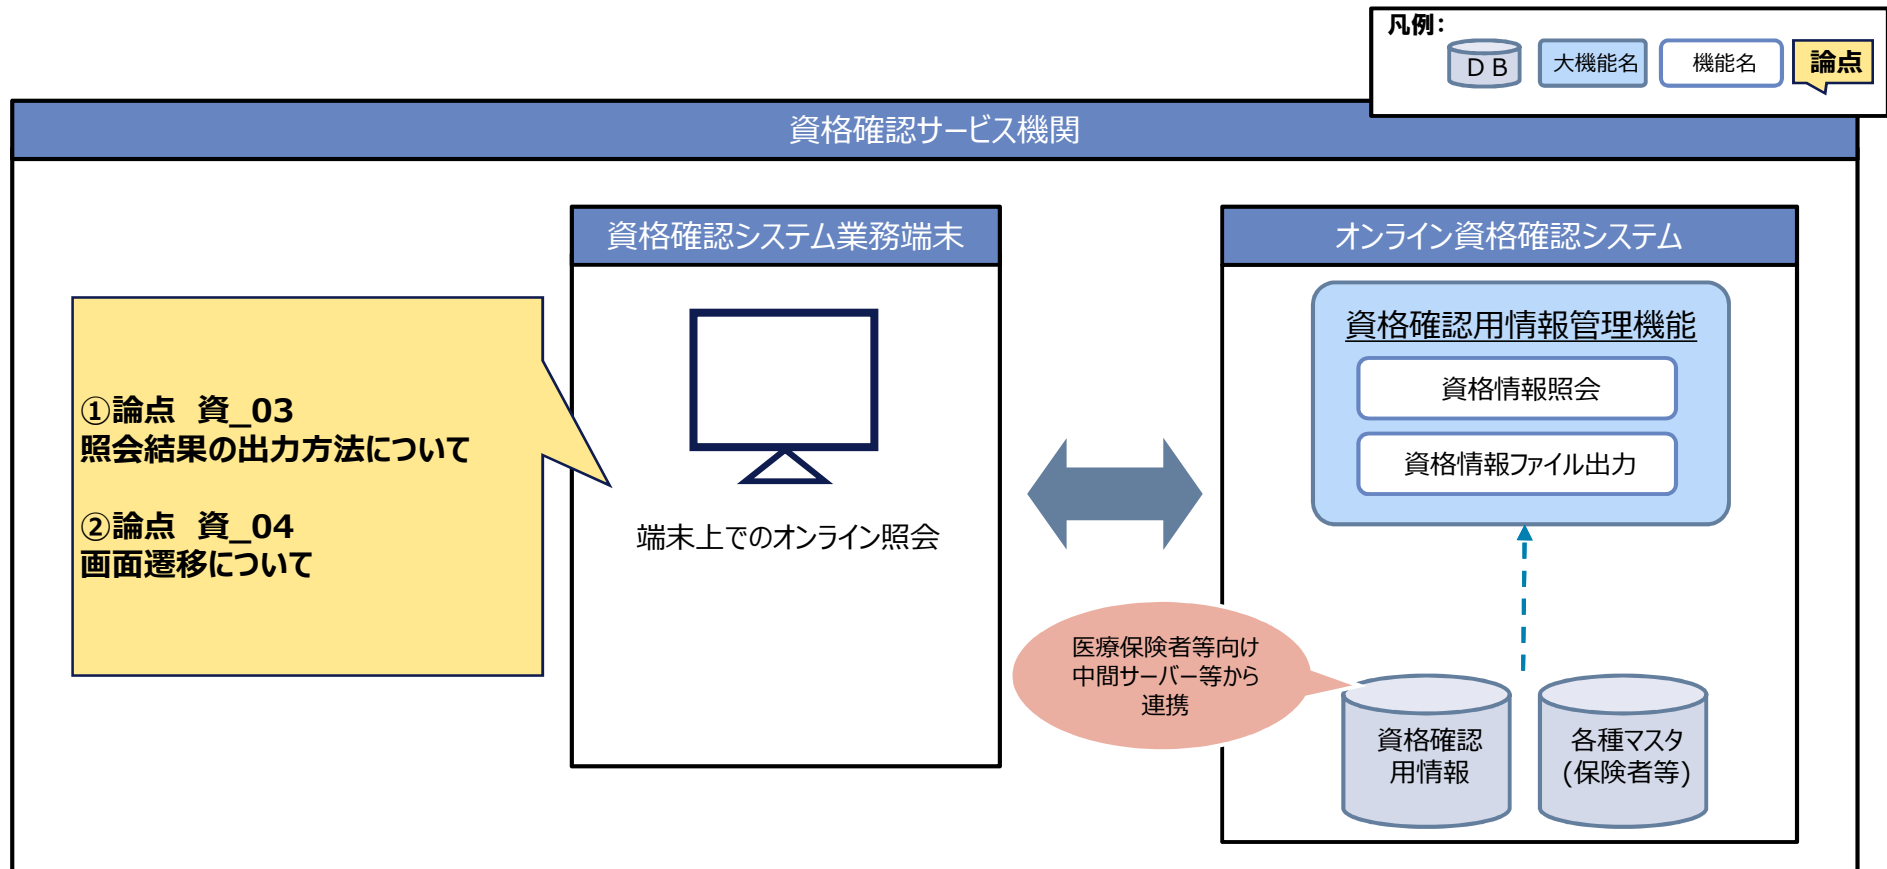 凡例：
ＤＢ
大機能名
機能名
論点
資格確認サービス機関
資格確認システム業務端末
オンライン資格確認システム
①論点　資_03
照会結果の出力方法について
②論点　資_04
画面遷移について
端末上でのオンライン照会
資格確認用情報管理機能
資格情報照会
資格情報ファイル出力
医療保険者等向け
中間サーバー等から
連携
資格確認
用情報
各種マスタ
(保険者等)